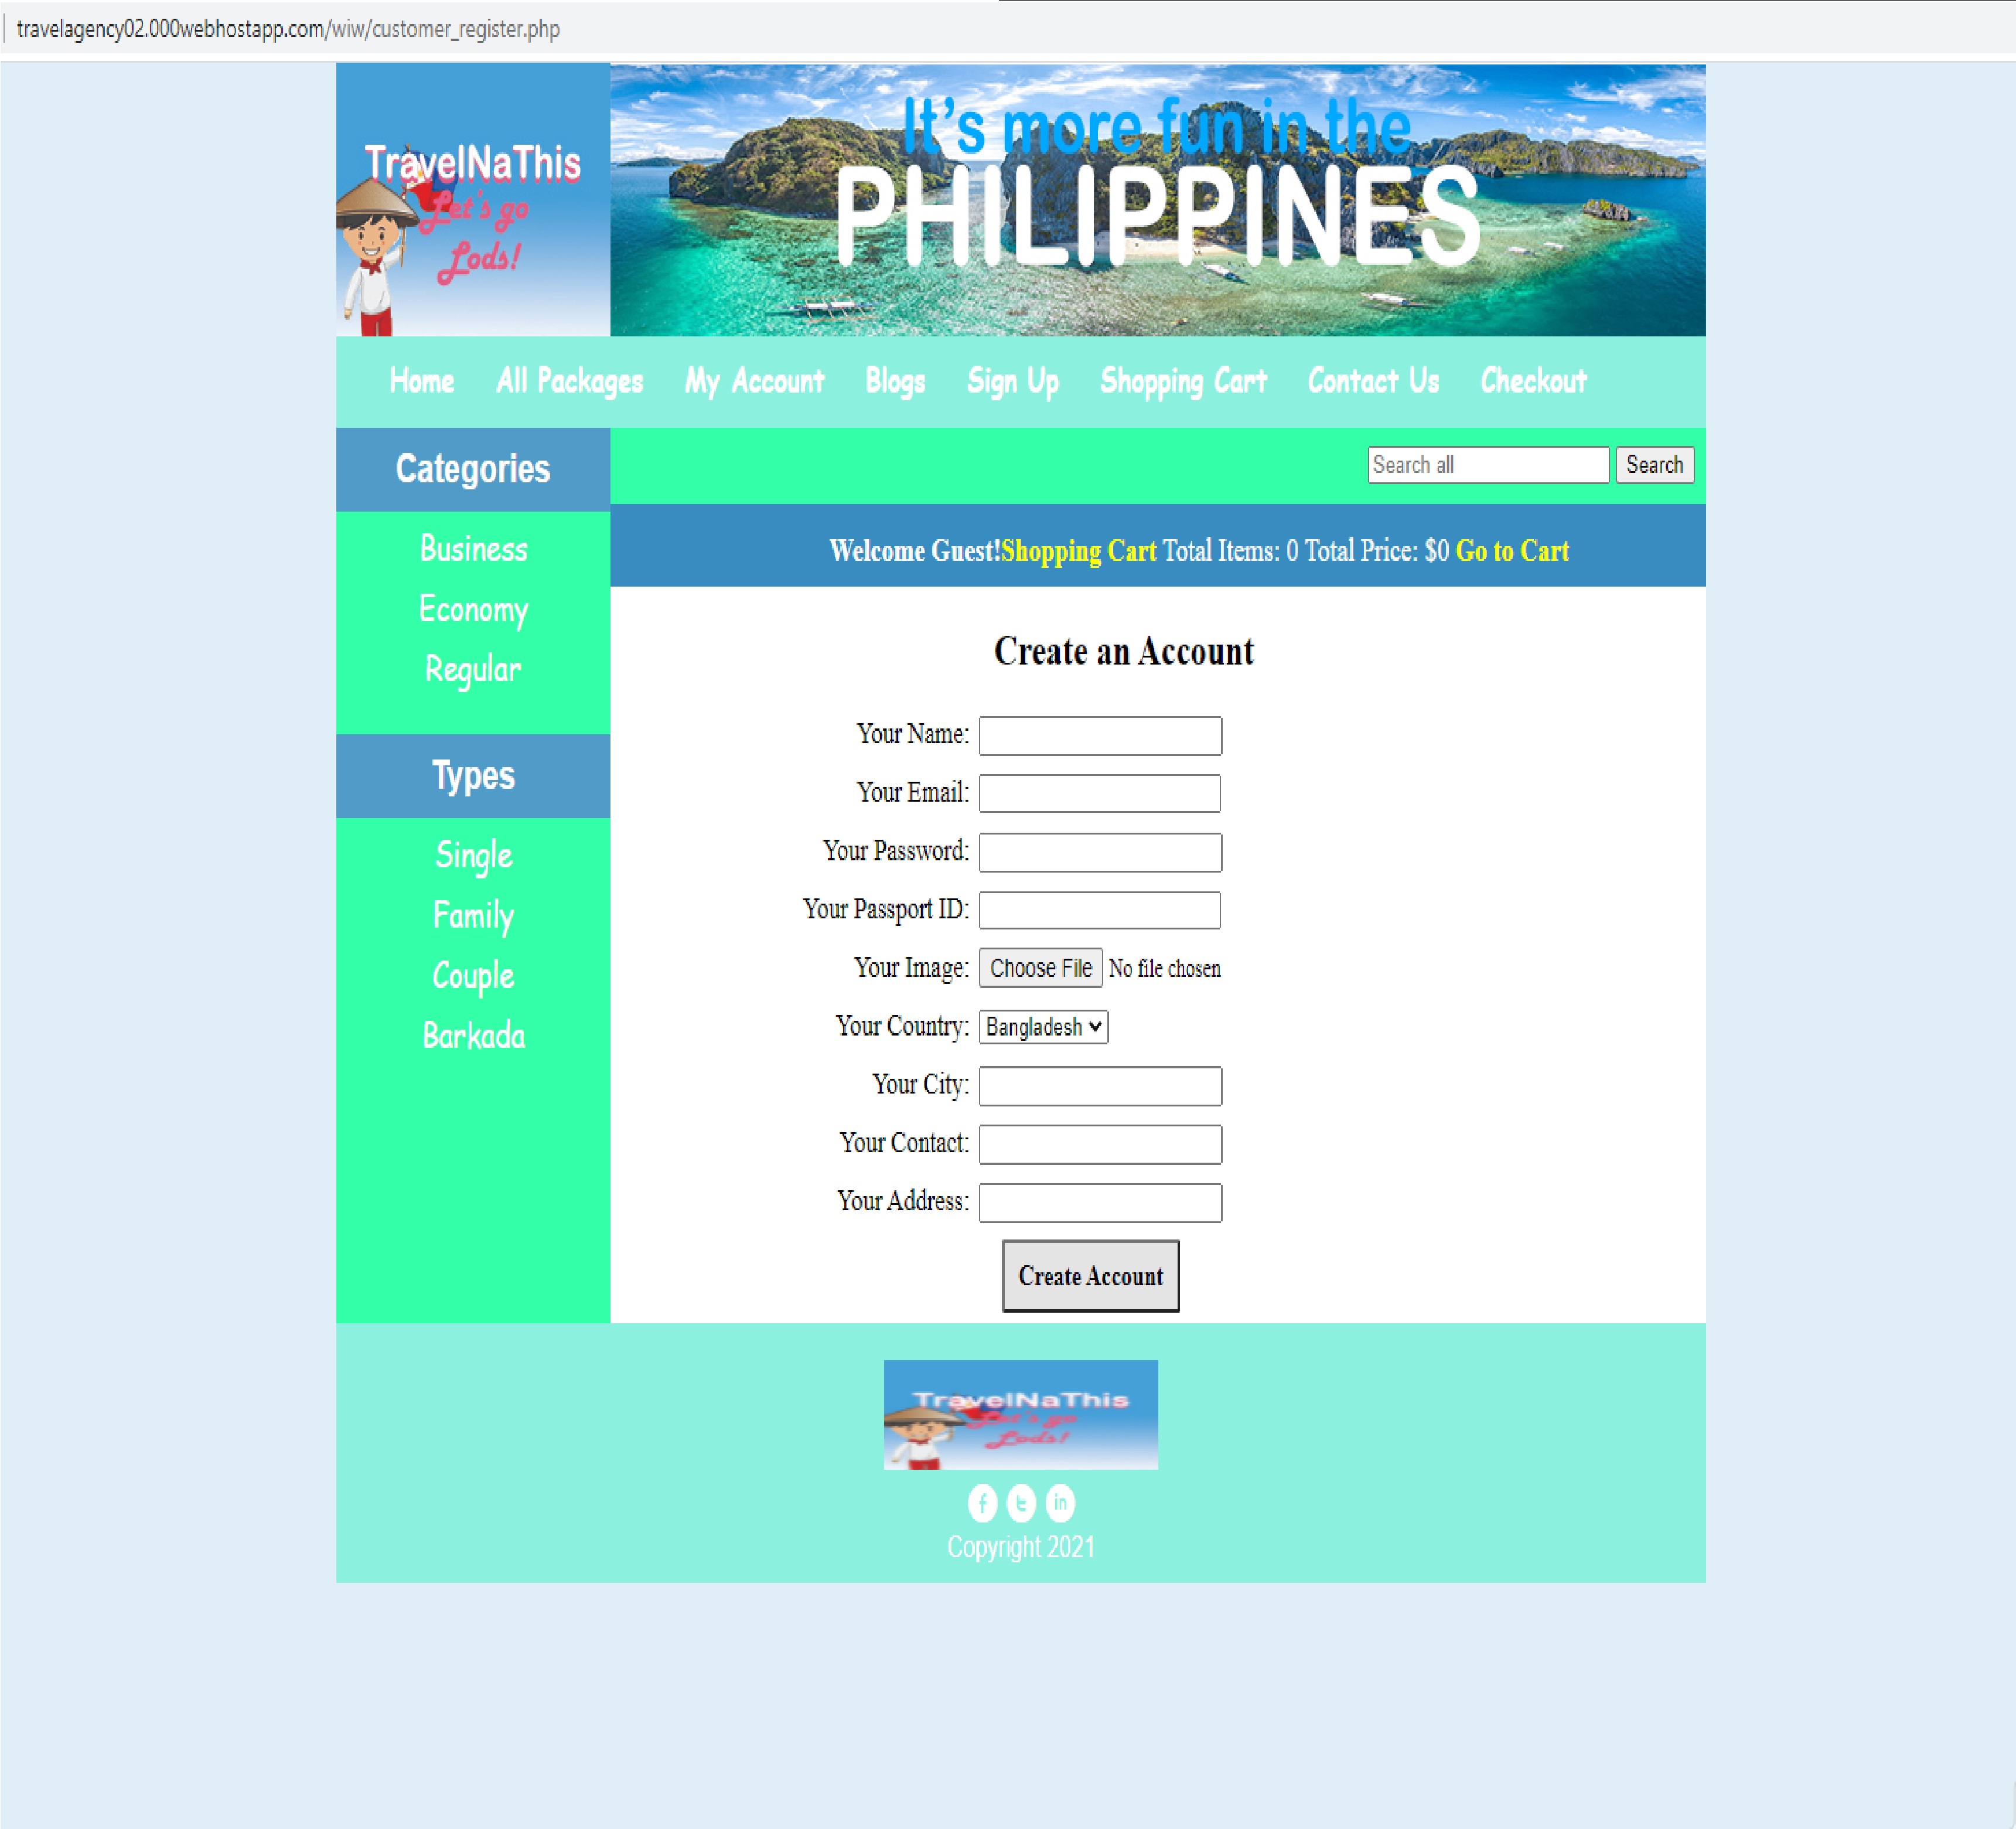 travelagency02.000webhostapp.com/wiw/customer_register.php
TravelNaThis
Let's go
Lods!
It's more fun in the
PHILIPPINES
Home All Packages My Account Blogs Sign Up Shopping Cart Contact Us Checkout
Categories
Business
Economy
Regular
Types
Single
Family
Couple
Barkada
Search all Search
Welcome Guest!Shopping Cart Total Items: 0 Total Price: $0 Go to Cart
Create an Account
Your Name:
Your Email:
Your Password:
Your Passport ID:
Your Image: Choose File No file chosen
Your Country: Bangladesh
Your City:
Your Contact:
Your Address:
Create Account
TravelNaThis
Let's go
Lods!
f t in
Copyright 2021